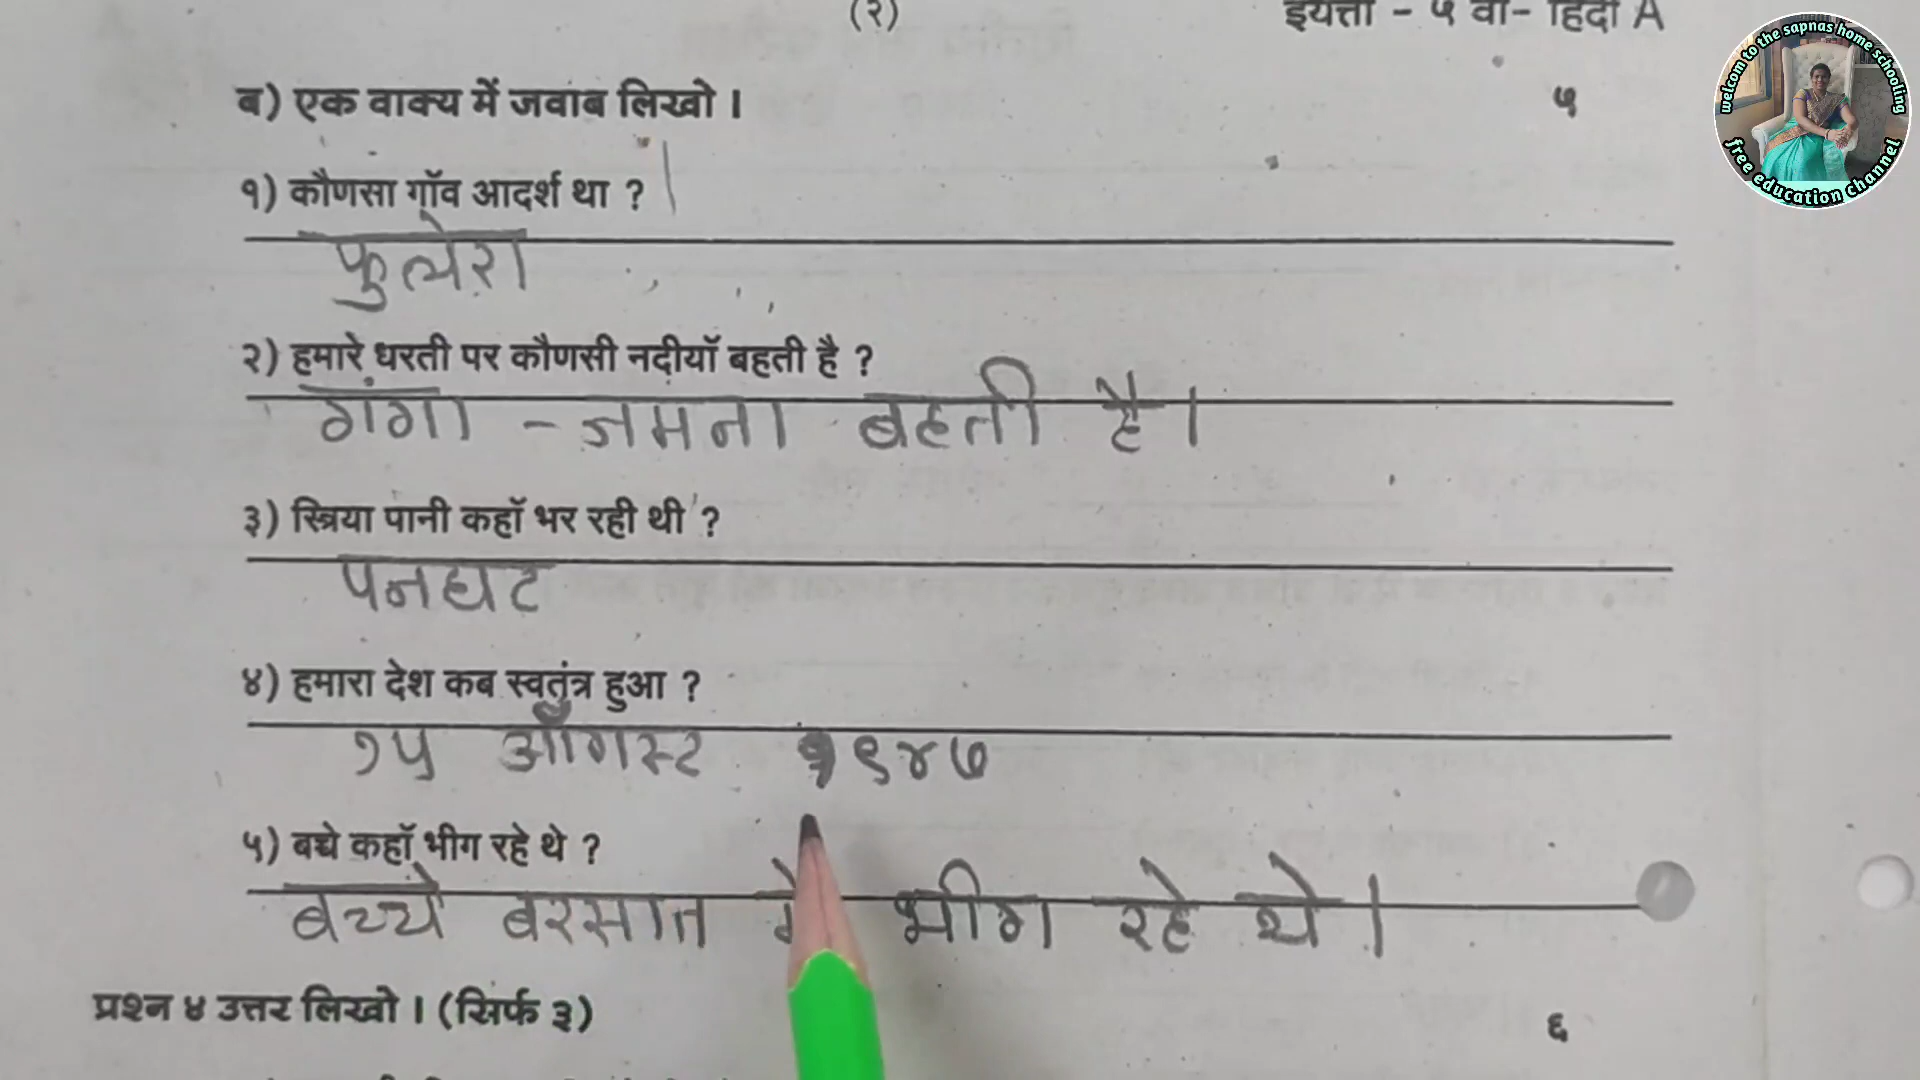 (२)
इयत्ता - ५ वी- हिंदी A
welcom to the sapnas home schooling
free education channel
ब) एक वाक्य में जवाब लिखो ।
५
१) कौणसा गॉव आदर्श था ?
फुलेरा
२) हमारे धरती पर कौणसी नदीयॉ बहती है ?
गंगा - जमना बहती है ।
३) स्त्रिया पानी कहॉ भर रही थी ?
पनघट
४) हमारा देश कब स्वतुंत्र हुआ ?
१५ ऑगस्ट १९४७
५) बच्चे कहॉ भीग रहे थे ?
बच्चे बरसात भीग रहे थे ।
प्रश्न ४ उत्तर लिखो । (सिर्फ ३)
६